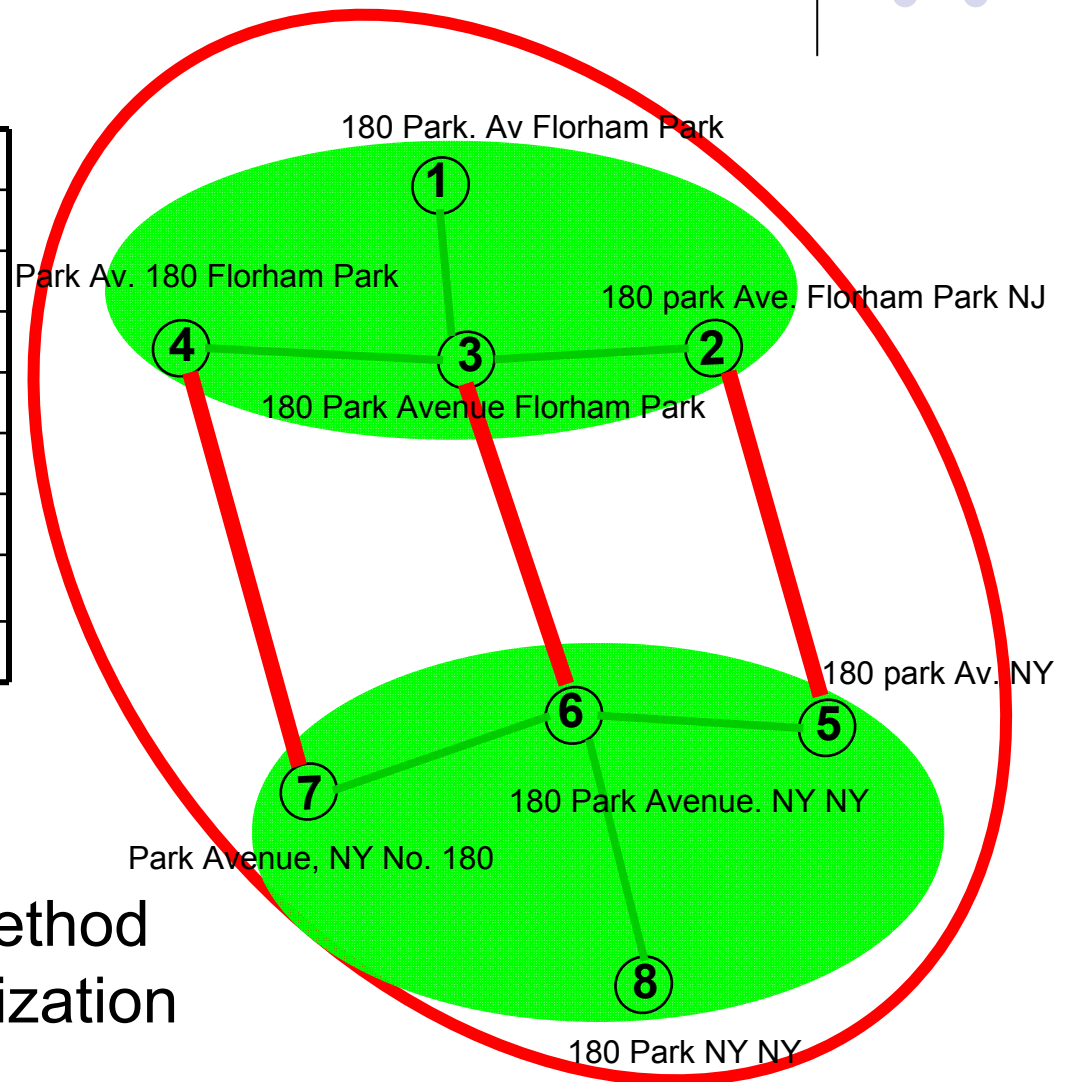 180 Park. Av Florham Park
1
Park Av. 180 Florham Park
180 park Ave. Florham Park NJ
4
3
2
180 Park Avenue Florham Park
180 park Av. NY
6
5
7
180 Park Avenue. NY NY
Park Avenue, NY No. 180
ethod
8
ization
180 Park NY NY